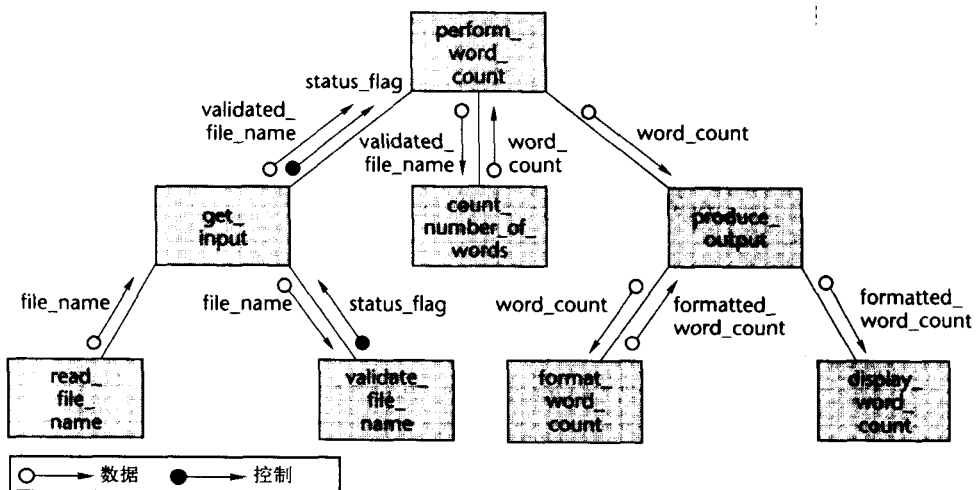 perform_
word_
count
status_flag
validated_
file_name
validated_
file_name
word_
count
word_count
get_
input
count_
number_of_
words
produce_
output
file_name
file_name
status_flag
word_count
formatted_
word_count
formatted_
word_count
read_
file_
name
validate_
file_
name
format_
word_
count
display_
word_
count
数据
控制